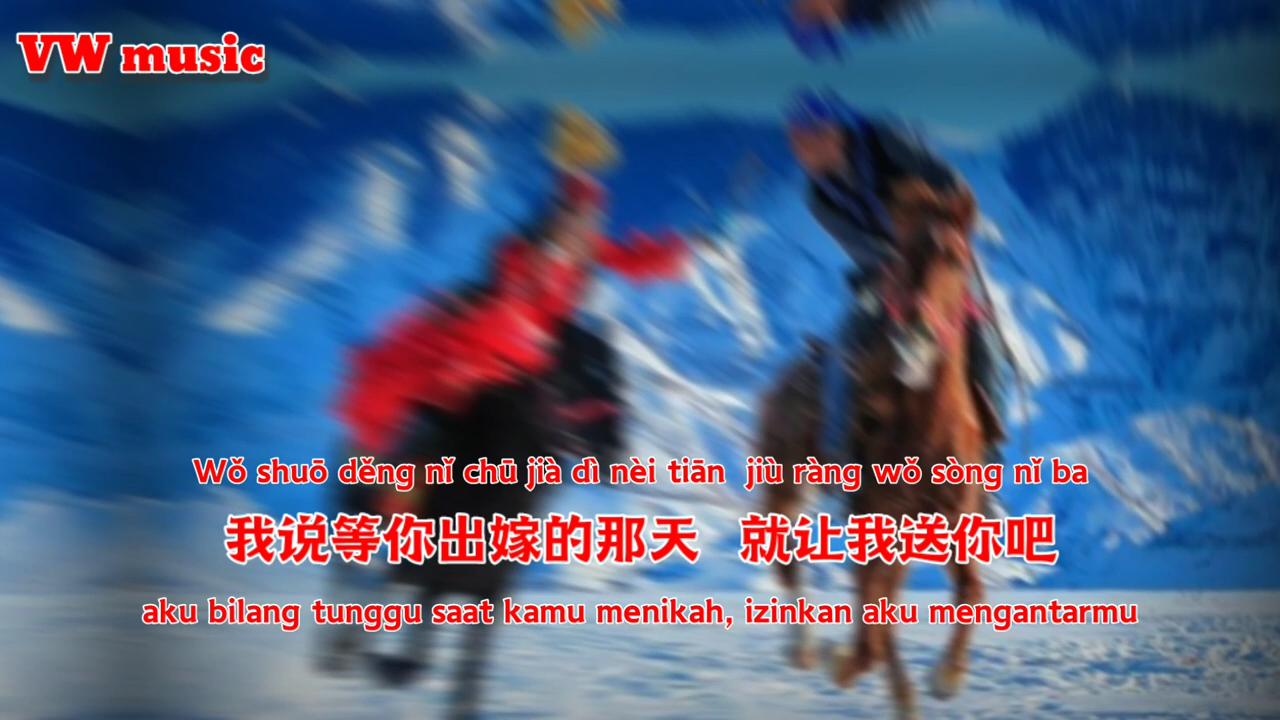 VW music
Wǒ shuō děng nǐ chū jià dì nèi tiān jiù ràng wǒ sòng nǐ ba
我说等你出嫁的那天 就让我送你吧
aku bilang tunggu saat kamu menikah, izinkan aku mengantarmu